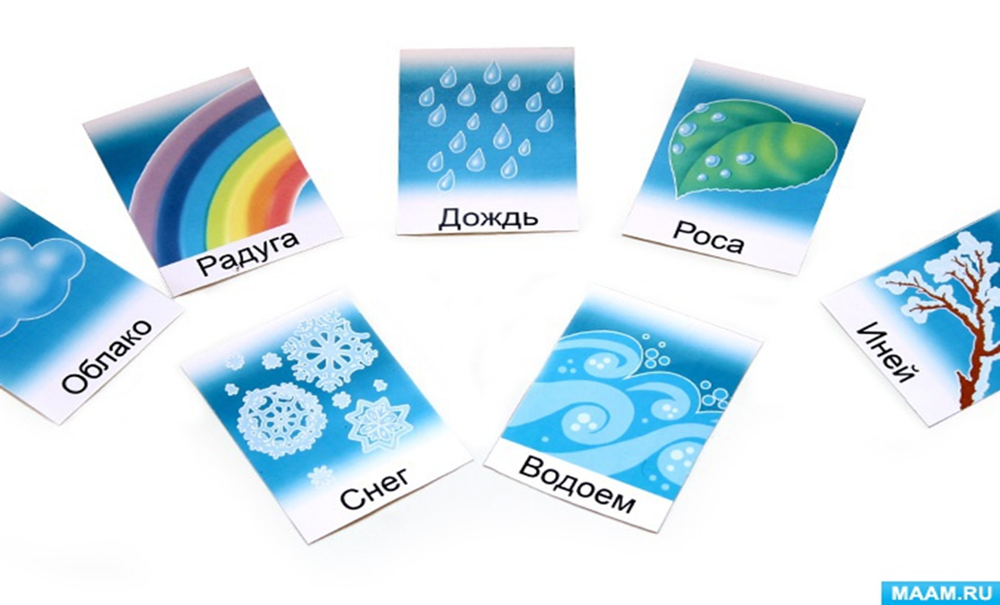 Облако
Радуга
Дождь
Роса
Иней
Снег
Водоем
MAAM.RU